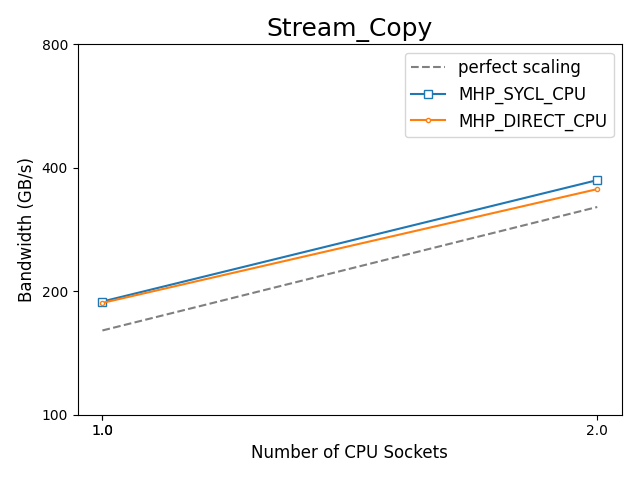 Stream_Copy
800
400
200
100
Bandwidth (GB/s)
perfect scaling
MHP_SYCL_CPU
MHP_DIRECT_CPU
1.0
2.0
Number of CPU Sockets